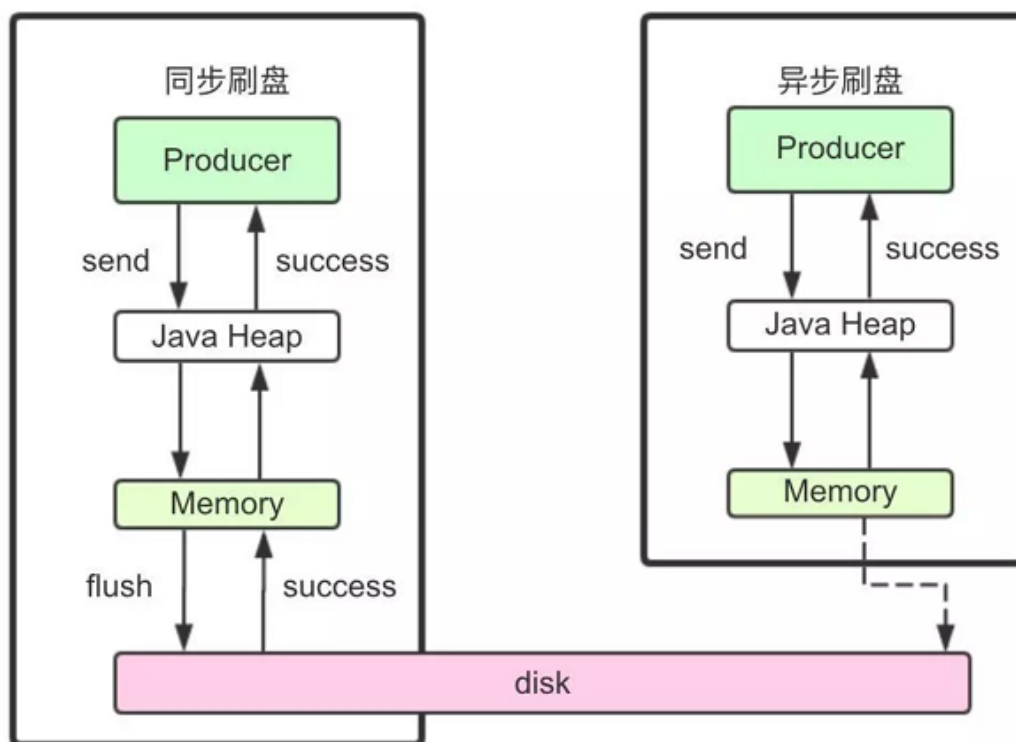 同步刷盘
Producer
send
success
Java Heap
Memory
flush
success
异步刷盘
Producer
send
success
Java Heap
Memory
disk